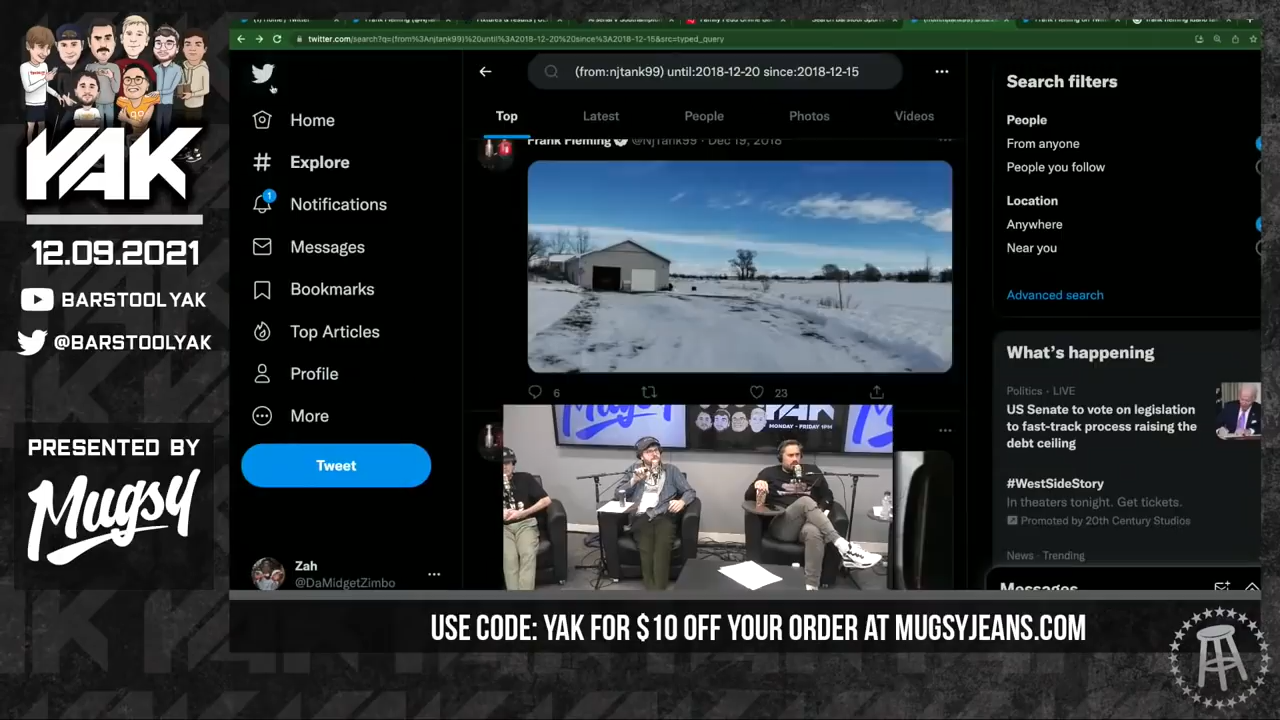 twitter.com/search?q=(from%3Anjtank99)%20until%3A2018-12-20%20since%3A2018-12-15&src=typed_query
(from:njtank99) until:2018-12-20 since:2018-12-15
Top
Latest
People
Photos
Videos
Home
Explore
1
Notifications
Messages
Bookmarks
Top Articles
Profile
More
Tweet
Zah
@DaMidgetZimbo
Frank Fleming @NjTank99 · Dec 19, 2018
6
23
Search filters
People
From anyone
People you follow
Location
Anywhere
Near you
Advanced search
What's happening
Politics · LIVE
US Senate to vote on legislation
to fast-track process raising the
debt ceiling
#WestSideStory
In theaters tonight. Get tickets.
Promoted by 20th Century Studios
News · Trending
Messages
YAK
12.09.2021
BARSTOOLYAK
@BARSTOOLYAK
PRESENTED BY
Mugsy
Mugsy
YAK
MONDAY - FRIDAY 1PM
USE CODE: YAK FOR $10 OFF YOUR ORDER AT MUGSYJEANS.COM